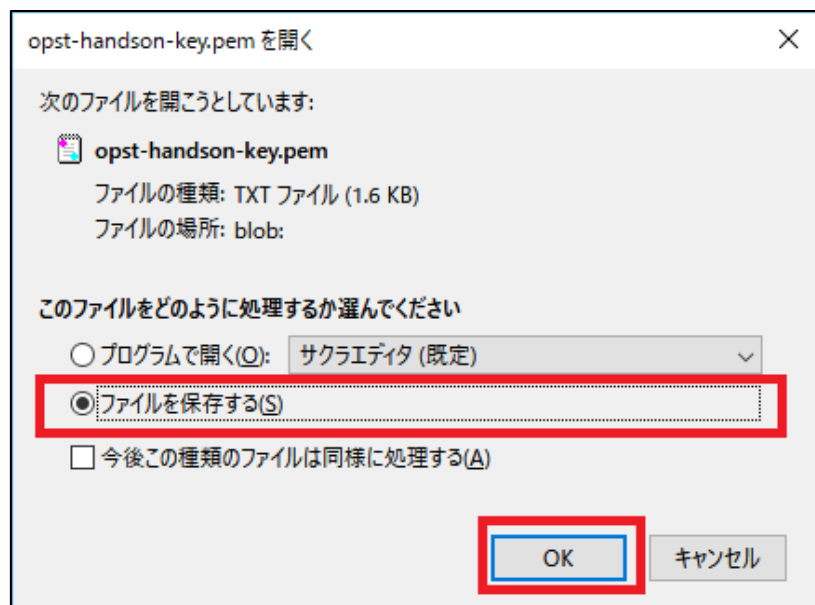 opst-handson-key.pem を開く
次のファイルを開こうとしています:
opst-handson-key.pem
ファイルの種類: TXT ファイル (1.6 KB)
ファイルの場所: blob:
このファイルをどのように処理するか選んでください
プログラムで開く(O): サクラエディタ (既定)
ファイルを保存する(S)
今後この種類のファイルは同様に処理する(A)
OK キャンセル